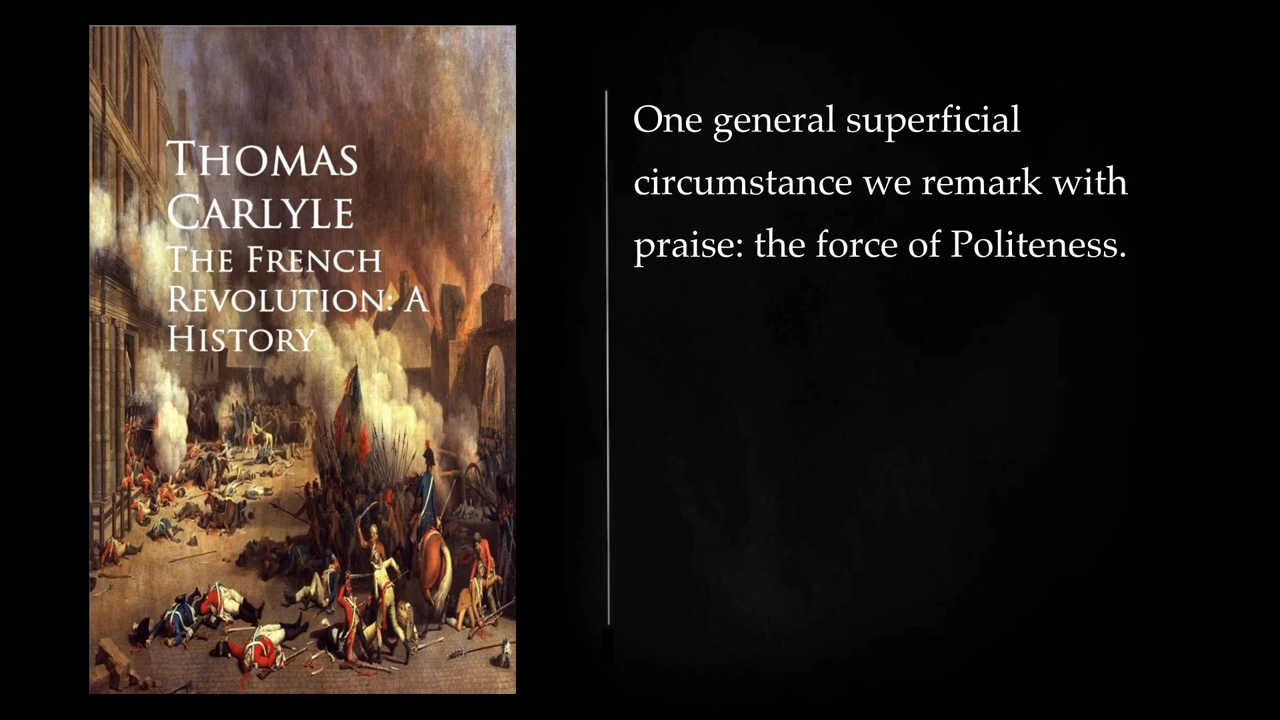 THOMAS
CARLYLE
THE FRENCH
REVOLUTION: A
HISTORY
One general superficial
circumstance we remark with
praise: the force of Politeness.